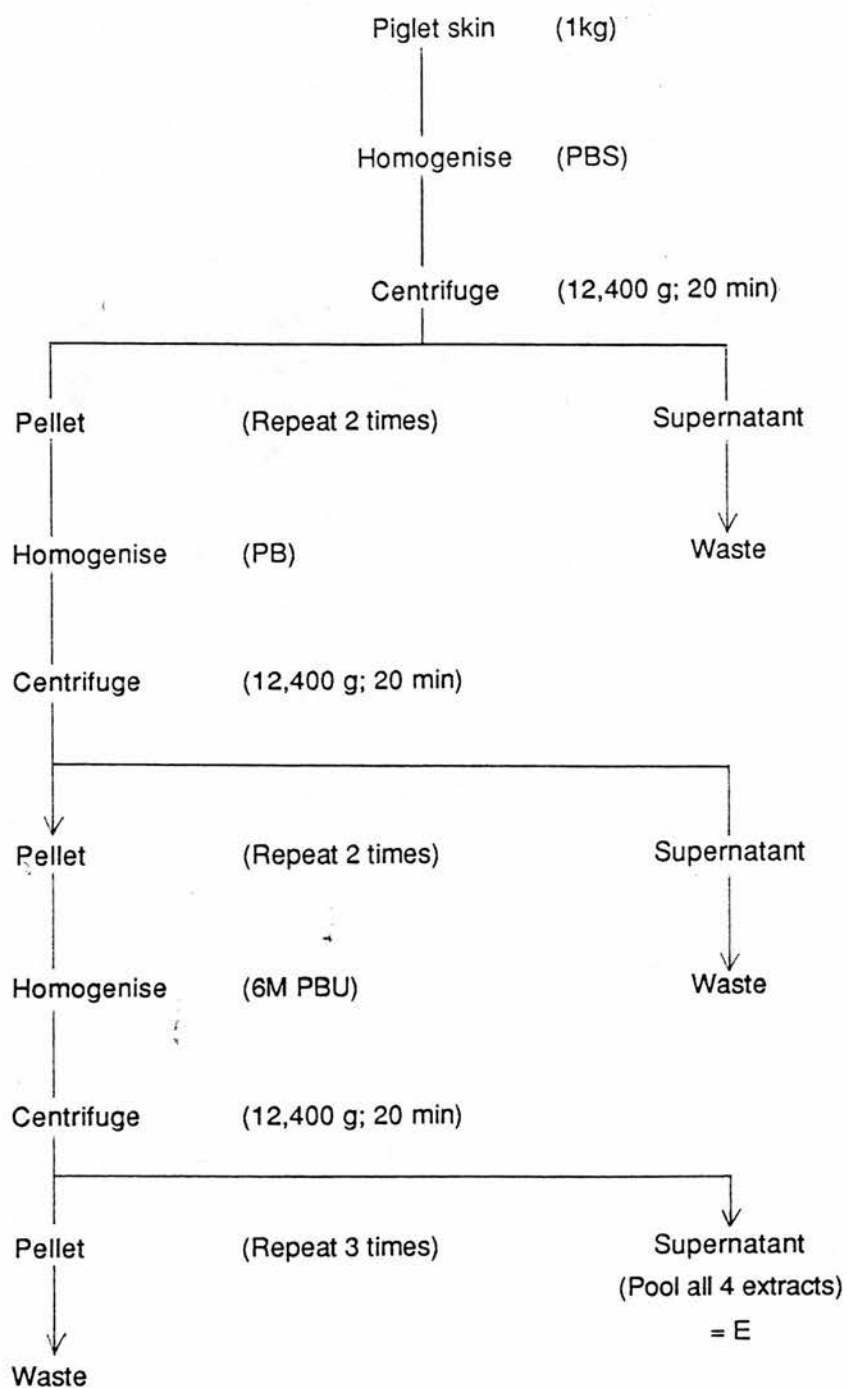 Piglet skin (1kg)
Homogenise (PBS)
Centrifuge (12,400 g; 20 min)
Pellet (Repeat 2 times) Supernatant
Homogenise (PB) Waste
Centrifuge (12,400 g; 20 min)
Pellet (Repeat 2 times) Supernatant
Homogenise (6M PBU) Waste
Centrifuge (12,400 g; 20 min)
Pellet (Repeat 3 times) Supernatant
(Pool all 4 extracts)
= E
Waste